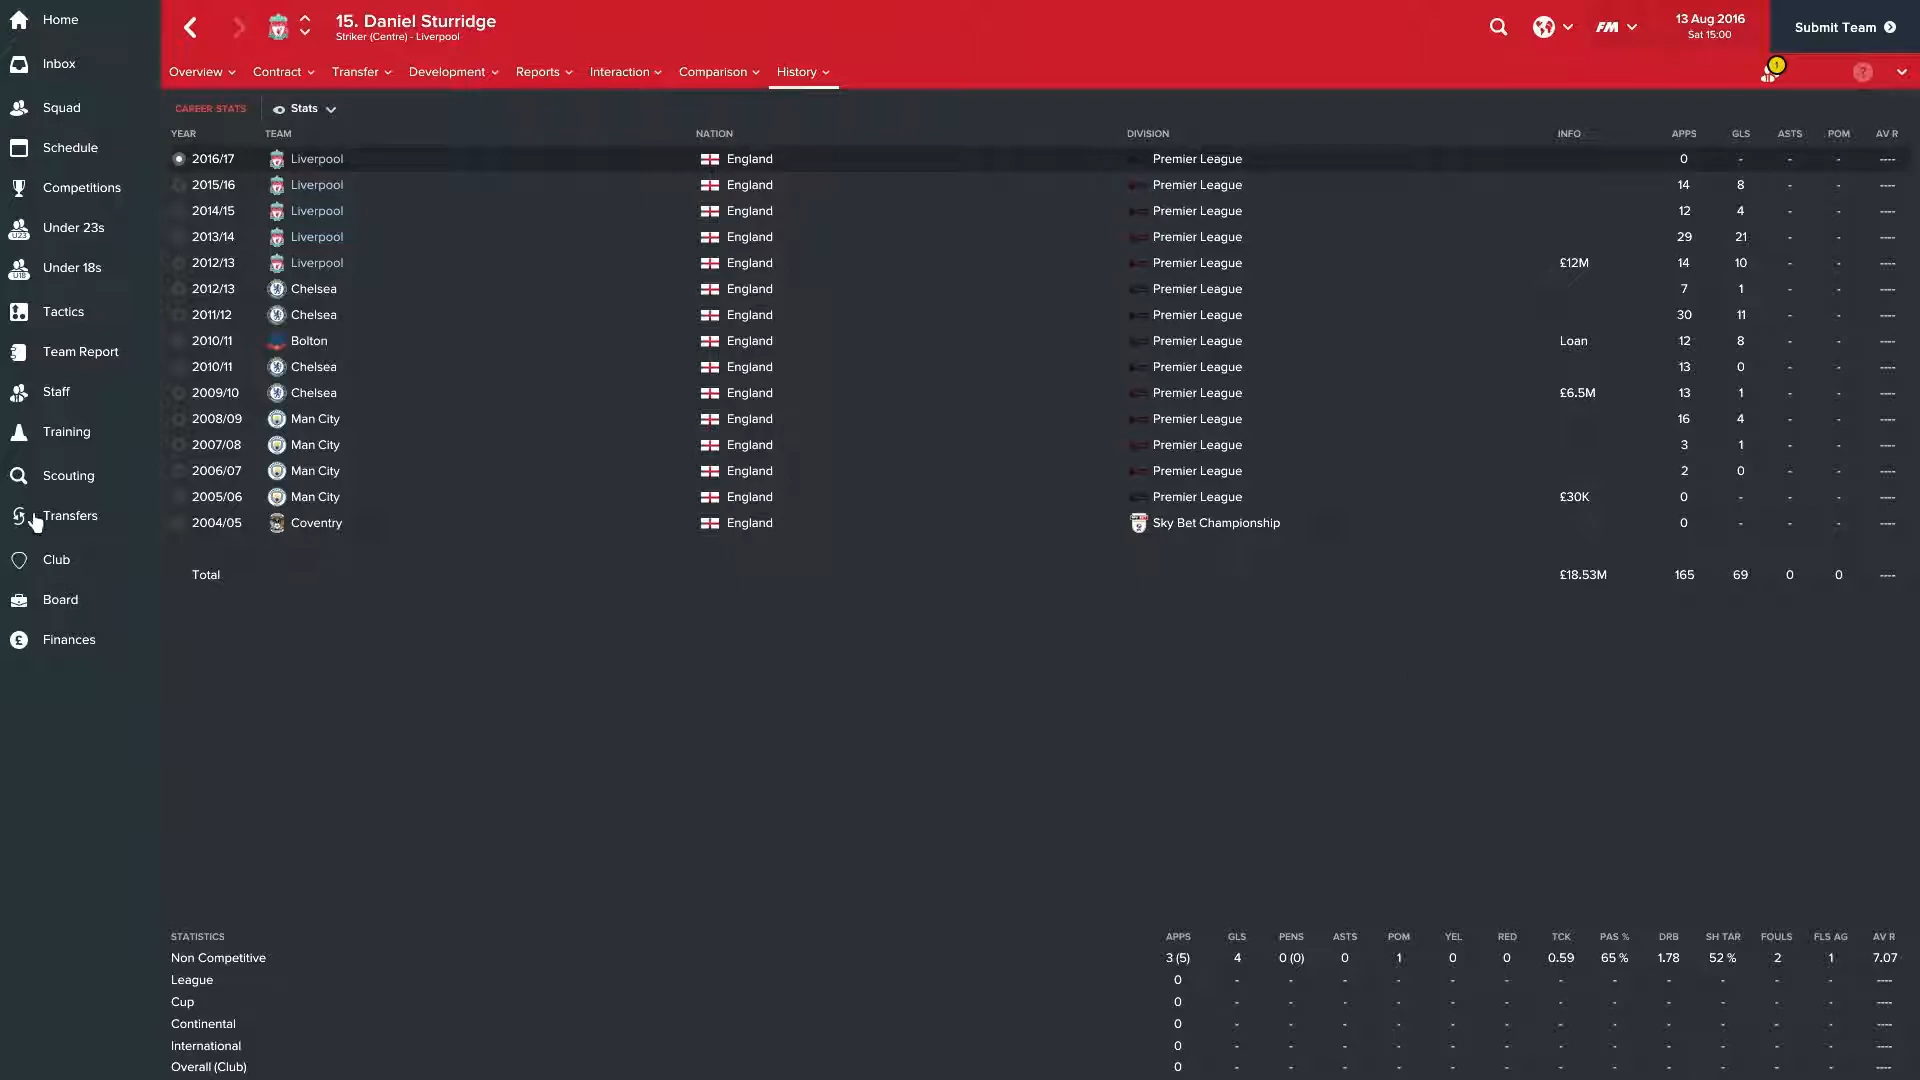 Home
Inbox
Squad
Schedule
Competitions
Under 23s
Under 18s
Tactics
Team Report
Staff
Training
Scouting
Transfers
Club
Board
Finances
15. Daniel Sturridge
Striker (Centre) - Liverpool
FM
13 Aug 2016
Sat 15:00
Submit Team
Overview Contract Transfer Development Reports Interaction Comparison History
1
?
CAREER STATS Stats
YEAR TEAM NATION DIVISION INFO APPS GLS ASTS POM AV R
2016/17 Liverpool England Premier League 0 - - - ----
2015/16 Liverpool England Premier League 14 8 - - ----
2014/15 Liverpool England Premier League 12 4 - - ----
2013/14 Liverpool England Premier League 29 21 - - ----
2012/13 Liverpool England Premier League £12M 14 10 - - ----
2012/13 Chelsea England Premier League 7 1 - - ----
2011/12 Chelsea England Premier League 30 11 - - ----
2010/11 Bolton England Premier League Loan 12 8 - - ----
2010/11 Chelsea England Premier League 13 0 - - ----
2009/10 Chelsea England Premier League £6.5M 13 1 - - ----
2008/09 Man City England Premier League 16 4 - - ----
2007/08 Man City England Premier League 3 1 - - ----
2006/07 Man City England Premier League 2 0 - - ----
2005/06 Man City England Premier League £30K 0 - - - ----
2004/05 Coventry England Sky Bet Championship 0 - - - ----
Total £18.53M 165 69 0 0 ----
STATISTICS APPS GLS PENS ASTS POM YEL RED TCK PAS % DRB SH TAR FOULS FLS AG AV R
Non Competitive 3 (5) 4 0 (0) 0 1 0 0 0.59 65 % 1.78 52 % 2 1 7.07
League 0 - - - - - - - - - - - - ----
Cup 0 - - - - - - - - - - - - ----
Continental 0 - - - - - - - - - - - - ----
International 0 - - - - - - - - - - - - ----
Overall (Club) 0 - - - - - - - - - - - - ----